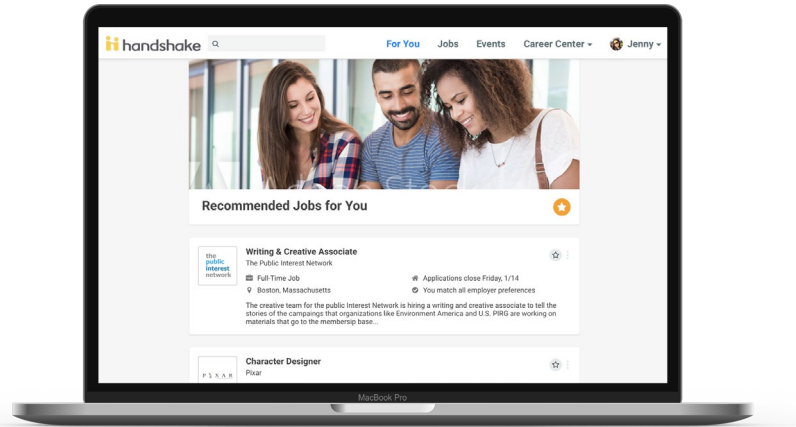 handshake
For You Jobs Events Career Center Jenny
Recommended Jobs for You
the
public
interest
network
Writing & Creative Associate
The Public Interest Network
Full-Time Job
Applications close Friday, 1/14
Boston, Massachusetts
You match all employer preferences
The creative team for the public Interest Network is hiring a writing and creative associate to tell the
stories of the campaings that organizations like Environment America and U.S. PIRG are working on
materials that go to the membersip base...
PIXAR
Character Designer
Pixar
MacBook Pro